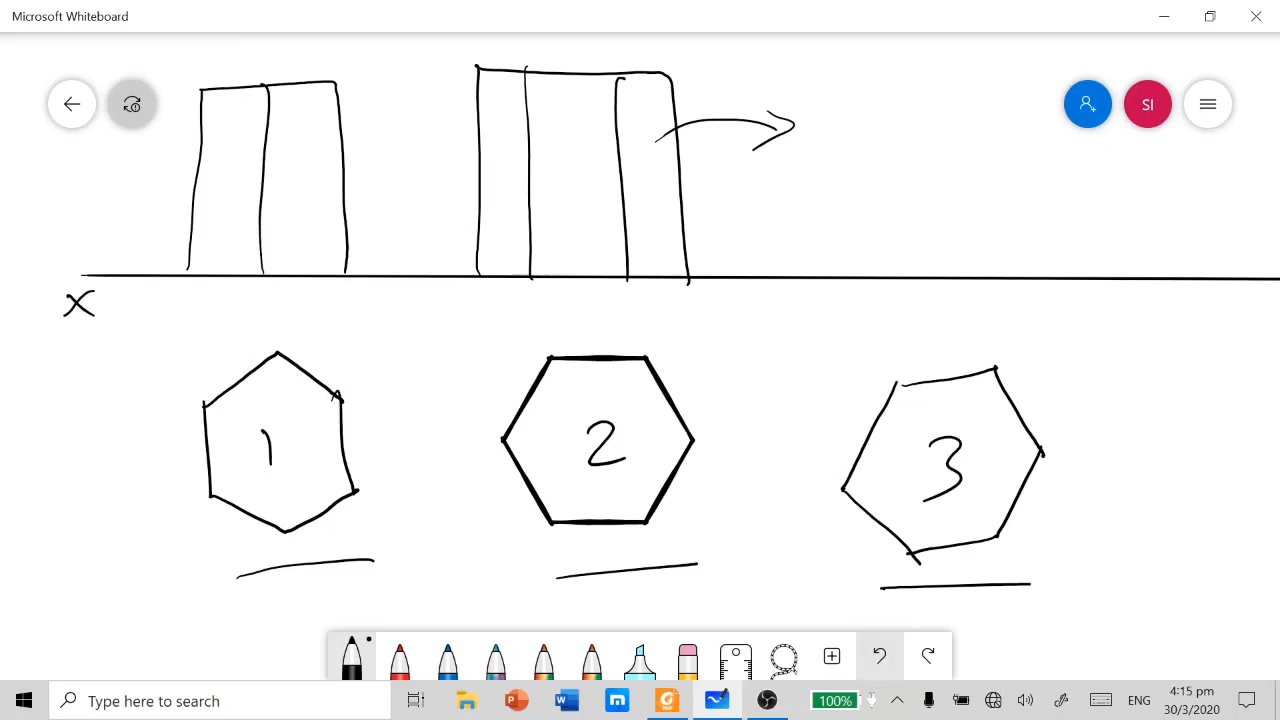 Microsoft Whiteboard
SI
X
1
2
3
Type here to search
100%
ENG
4:15 pm
30/3/2020